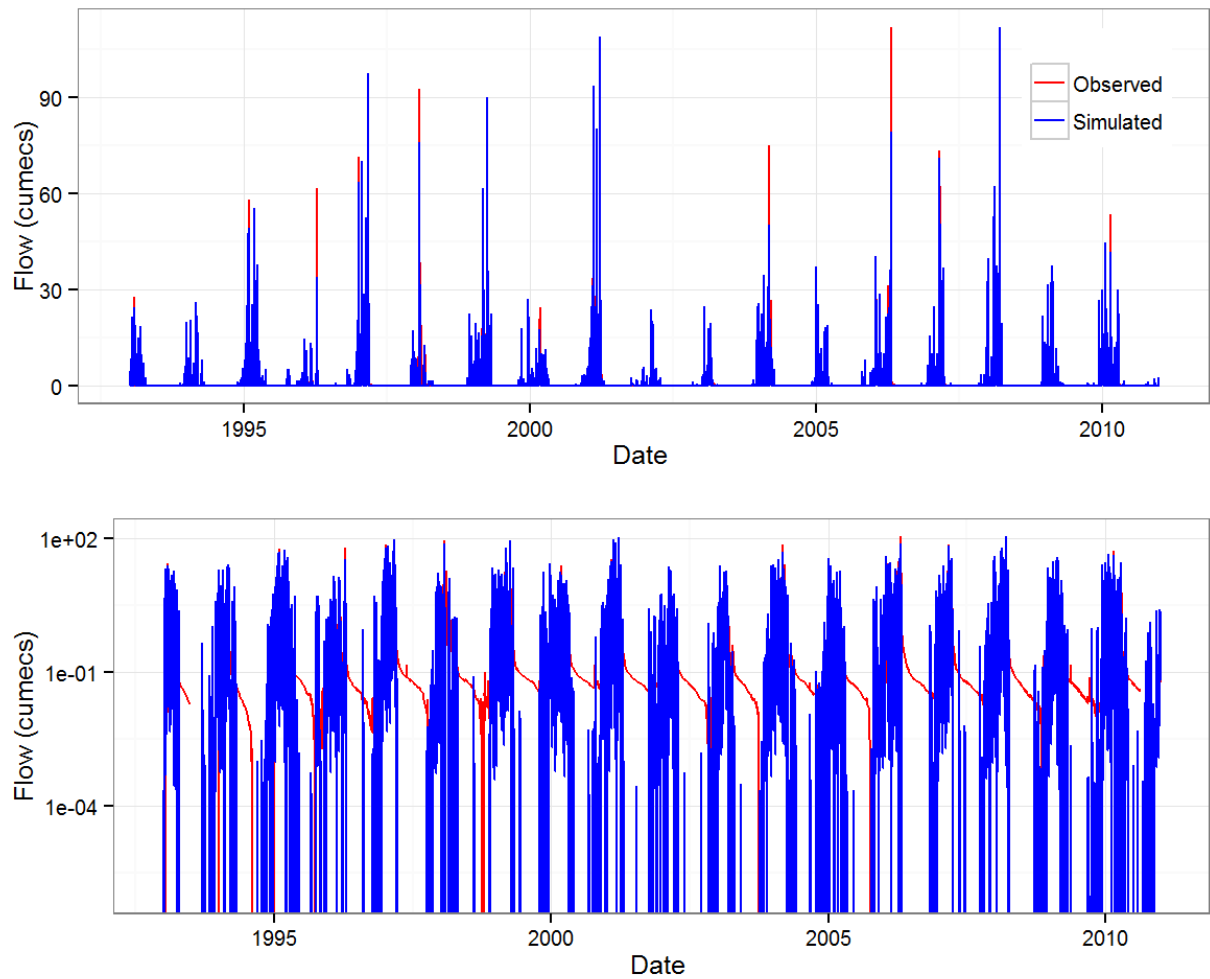 Flow (cumecs)
90
60
30
0
Observed
Simulated
1995
2000
2005
2010
Date
Flow (cumecs)
1e+02
1e-01
1e-04
1995
2000
2005
2010
Date